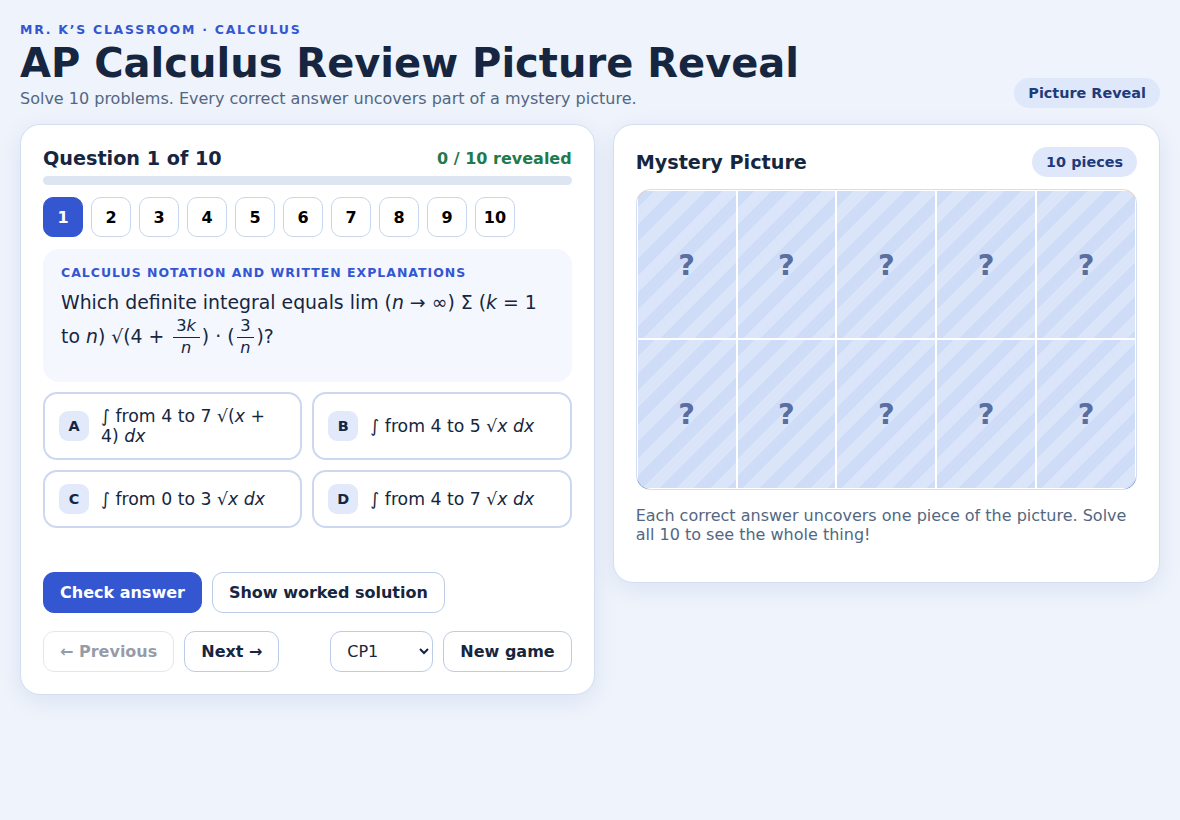 MR. K’S CLASSROOM · CALCULUS
AP Calculus Review Picture Reveal
Solve 10 problems. Every correct answer uncovers part of a mystery picture.
Picture Reveal
Question 1 of 10
0 / 10 revealed
1 2 3 4 5 6 7 8 9 10
CALCULUS NOTATION AND WRITTEN EXPLANATIONS
Which definite integral equals lim (n → ∞) Σ (k = 1
to n) √(4 + 3k/n) · (3/n)?
A ∫ from 4 to 7 √(x +
4) dx
B ∫ from 4 to 5 √x dx
C ∫ from 0 to 3 √x dx
D ∫ from 4 to 7 √x dx
Check answer
Show worked solution
← Previous
Next →
CP1
New game
Mystery Picture
10 pieces
? ? ? ? ?
? ? ? ? ?
Each correct answer uncovers one piece of the picture. Solve
all 10 to see the whole thing!